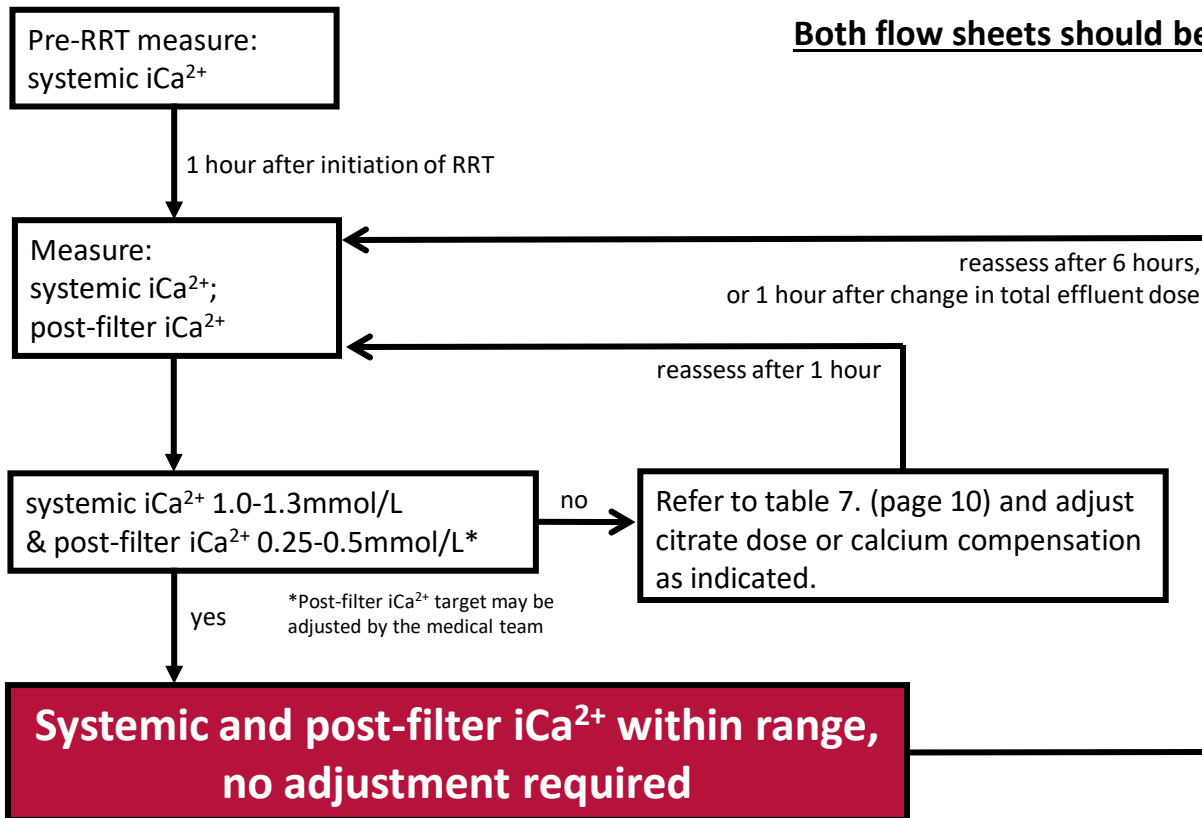 Pre-RRT measure:
systemic iCa²⁺
Both flow sheets should be
1 hour after initiation of RRT
Measure:
systemic iCa²⁺;
post-filter iCa²⁺
reassess after 6 hours,
or 1 hour after change in total effluent dose
reassess after 1 hour
systemic iCa²⁺ 1.0-1.3mmol/L
& post-filter iCa²⁺ 0.25-0.5mmol/L*
no
Refer to table 7. (page 10) and adjust
citrate dose or calcium compensation
as indicated.
yes
*Post-filter iCa²⁺ target may be
adjusted by the medical team
Systemic and post-filter iCa²⁺ within range,
no adjustment required